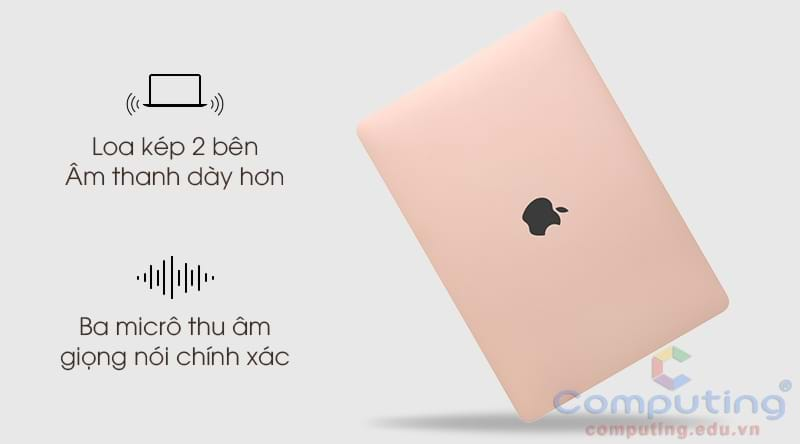 Loa kép 2 bên
Âm thanh dày hơn
Ba micrô thu âm
giọng nói chính xác
Computing®
computing.edu.vn